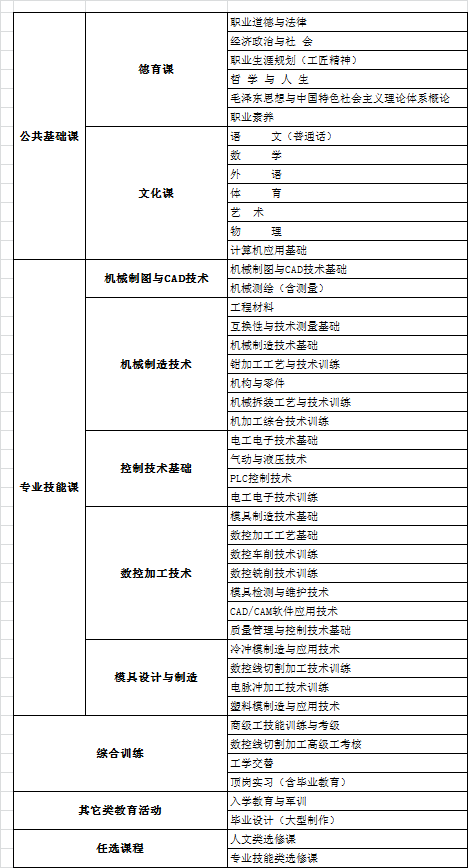 公共基础课
德育课
职业道德与法律
经济政治与社 会
职业生涯规划（工匠精神）
哲 学 与 人 生
毛泽东思想与中国特色社会主义理论体系概论
职业素养
文化课
语 文（普通话）
数 学
外 语
体 育
艺 术
物 理
计算机应用基础
专业技能课
机械制图与CAD技术
机械制图与CAD技术基础
机械测绘（含测量）
机械制造技术
工程材料
互换性与技术测量基础
机械制造技术基础
钳加工工艺与技术训练
机构与零件
机械拆装工艺与技术训练
机加工综合技术训练
控制技术基础
电工电子技术基础
气动与液压技术
PLC控制技术
电工电子技术训练
数控加工技术
模具制造技术基础
数控加工工艺基础
数控车削技术训练
数控铣削技术训练
模具检测与维护技术
CAD/CAM软件应用技术
质量管理与控制技术基础
模具设计与制造
冷冲模制造与应用技术
数控线切割加工技术训练
电脉冲加工技术训练
塑料模制造与应用技术
综合训练
商级工技能训练与考级
数控线切割加工高级工考核
工学交替
顶岗实习（含毕业教育）
其它类教育活动
入学教育与军训
毕业设计（大型制作）
任选课程
人文类选修课
专业技能类选修课